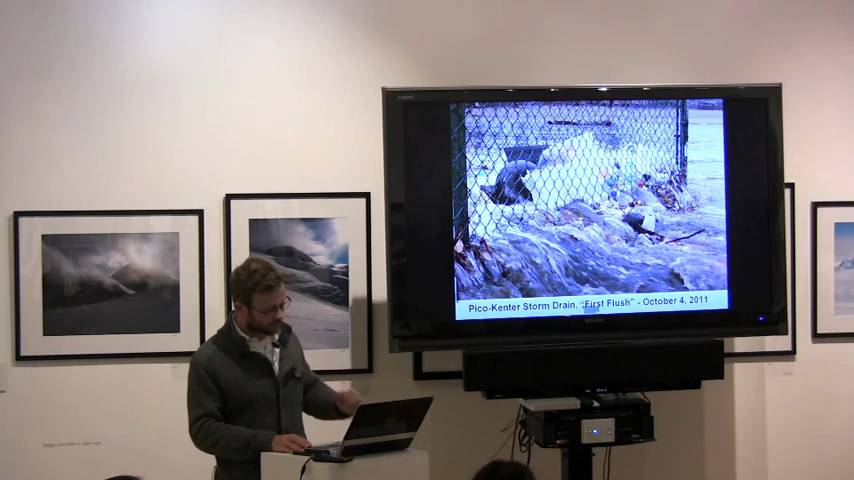 Pico-Kenter Storm Drain, "First Flush" - October 4, 2011